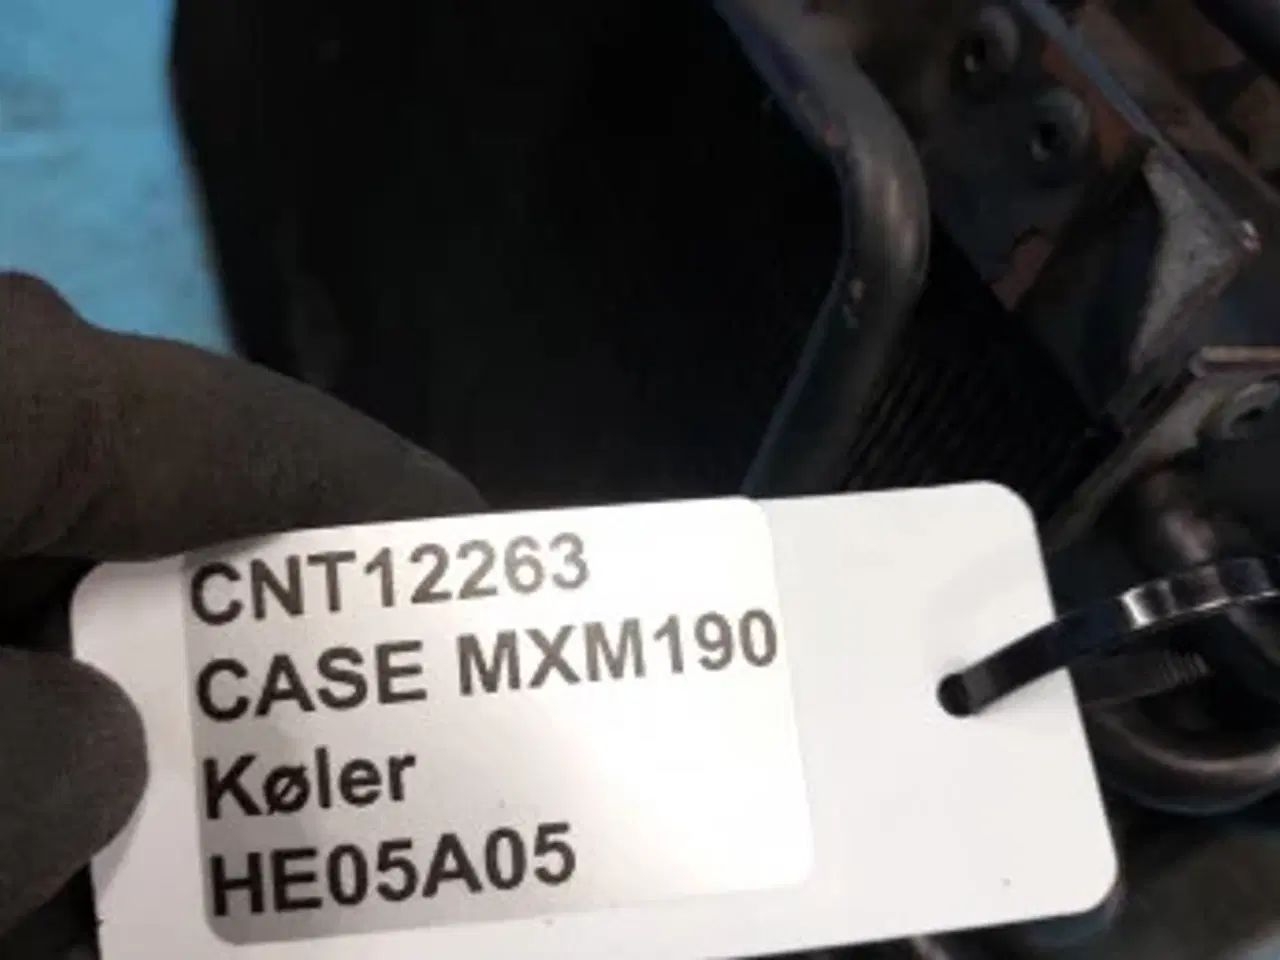 CNT12263
CASE MXM190
Køler
HE05A05